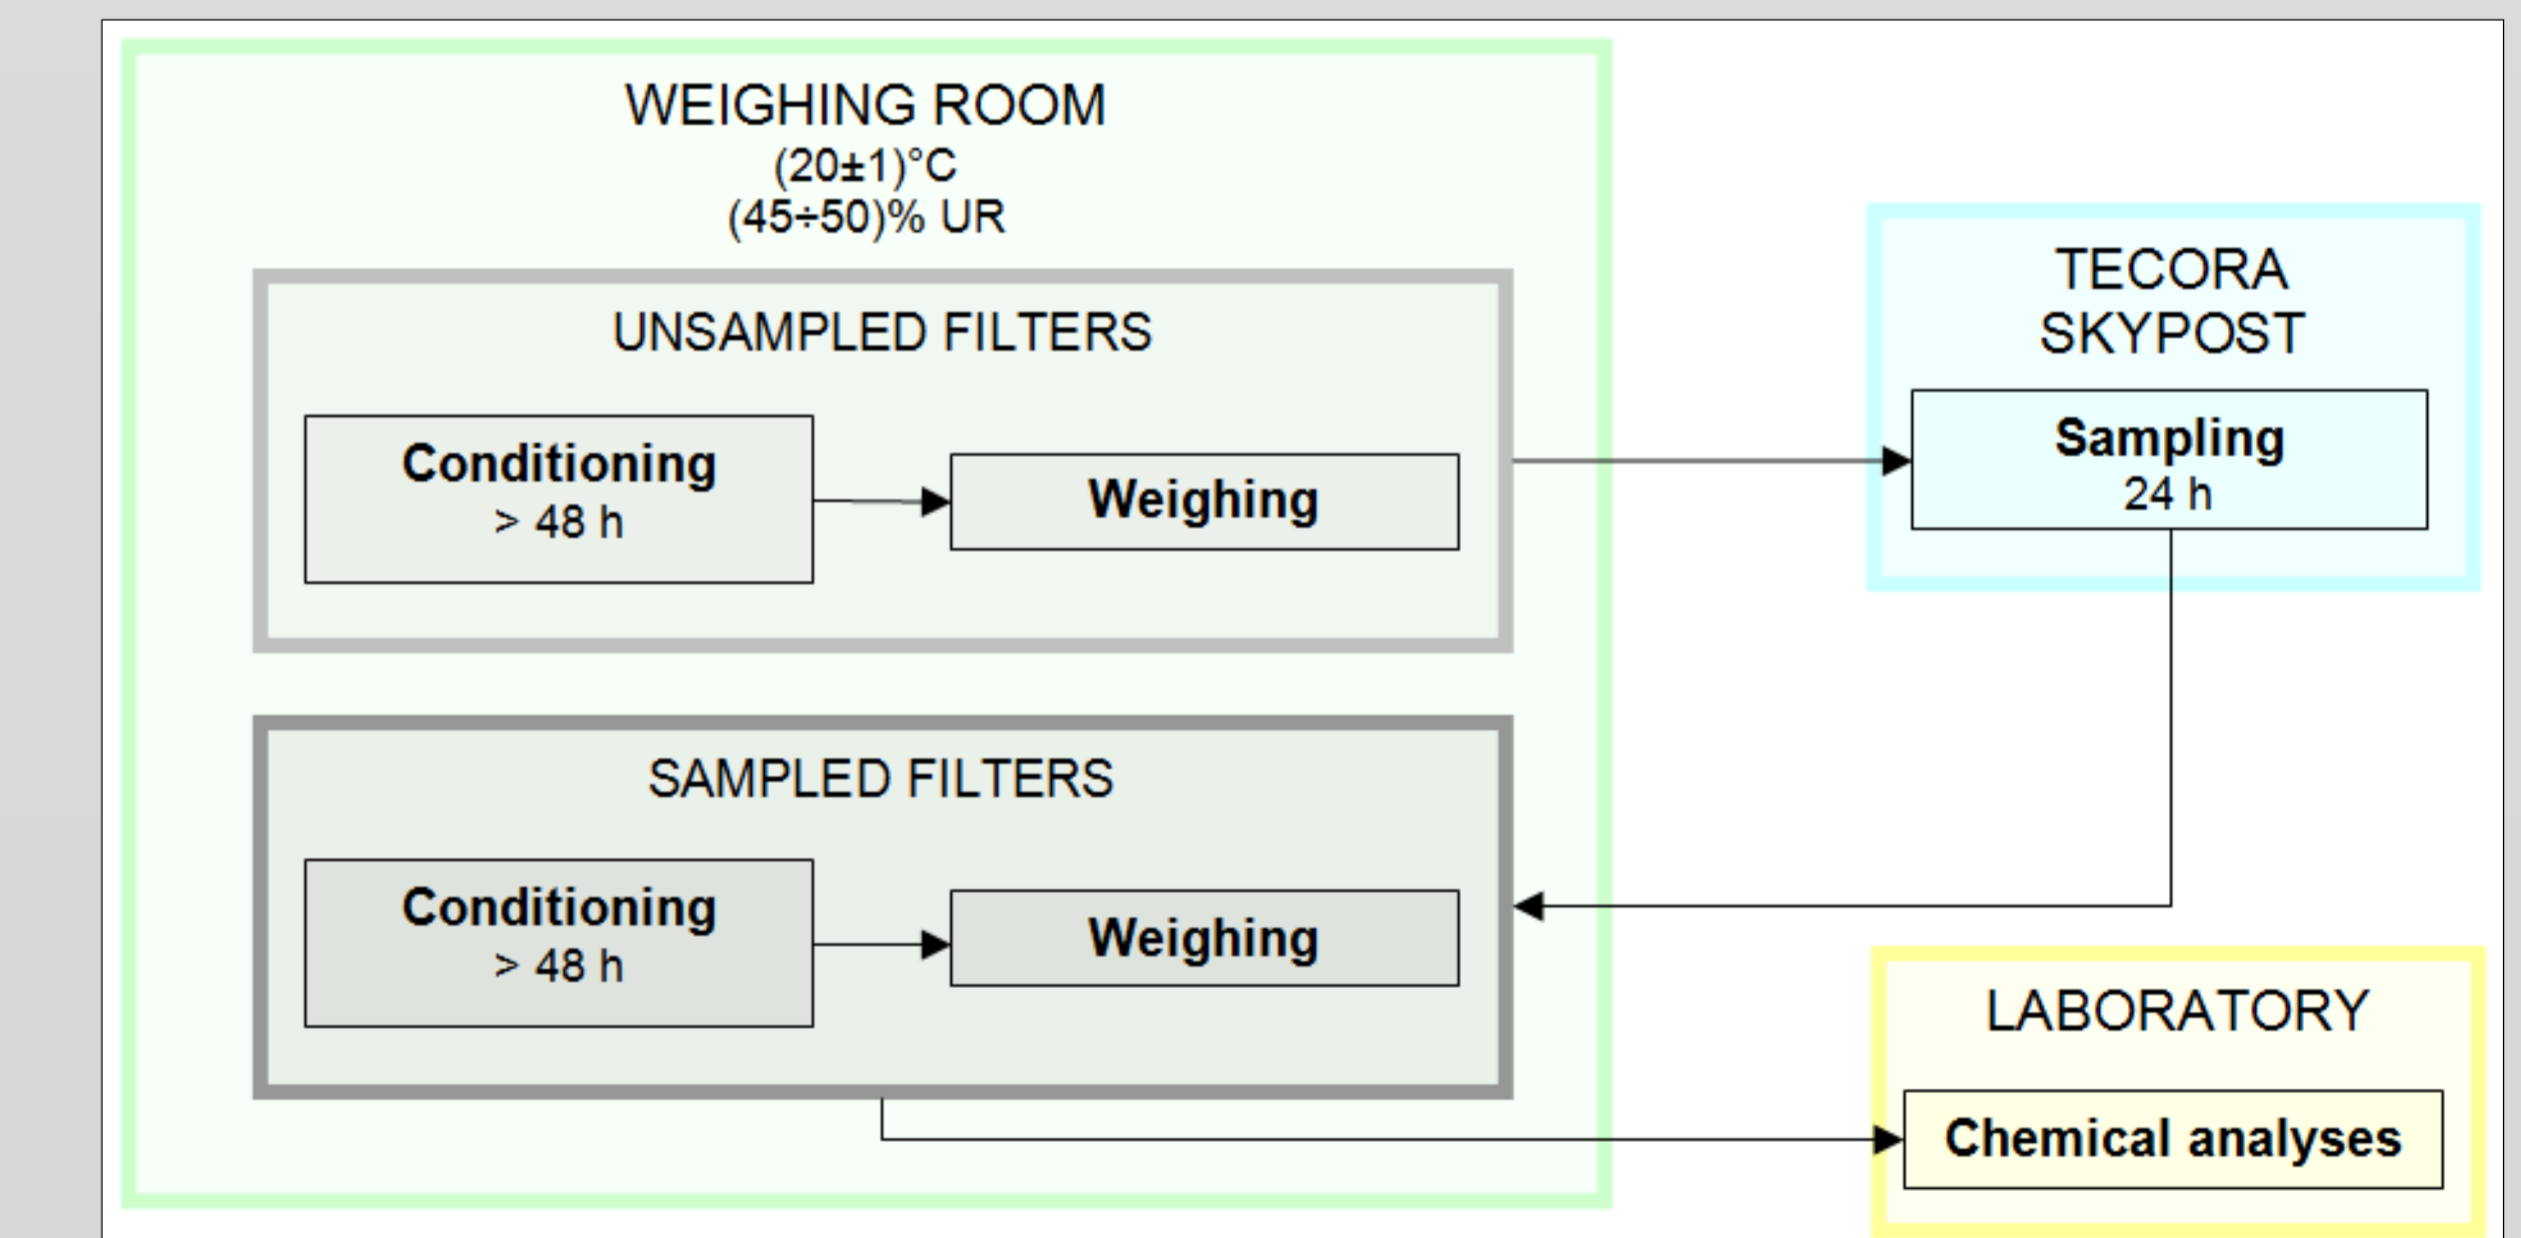 WEIGHING ROOM
(20±1)°C
(45÷50)% UR
UNSAMPLED FILTERS
Conditioning
> 48 h
Weighing
TECORA
SKYPOST
Sampling
24 h
SAMPLED FILTERS
Conditioning
> 48 h
Weighing
LABORATORY
Chemical analyses